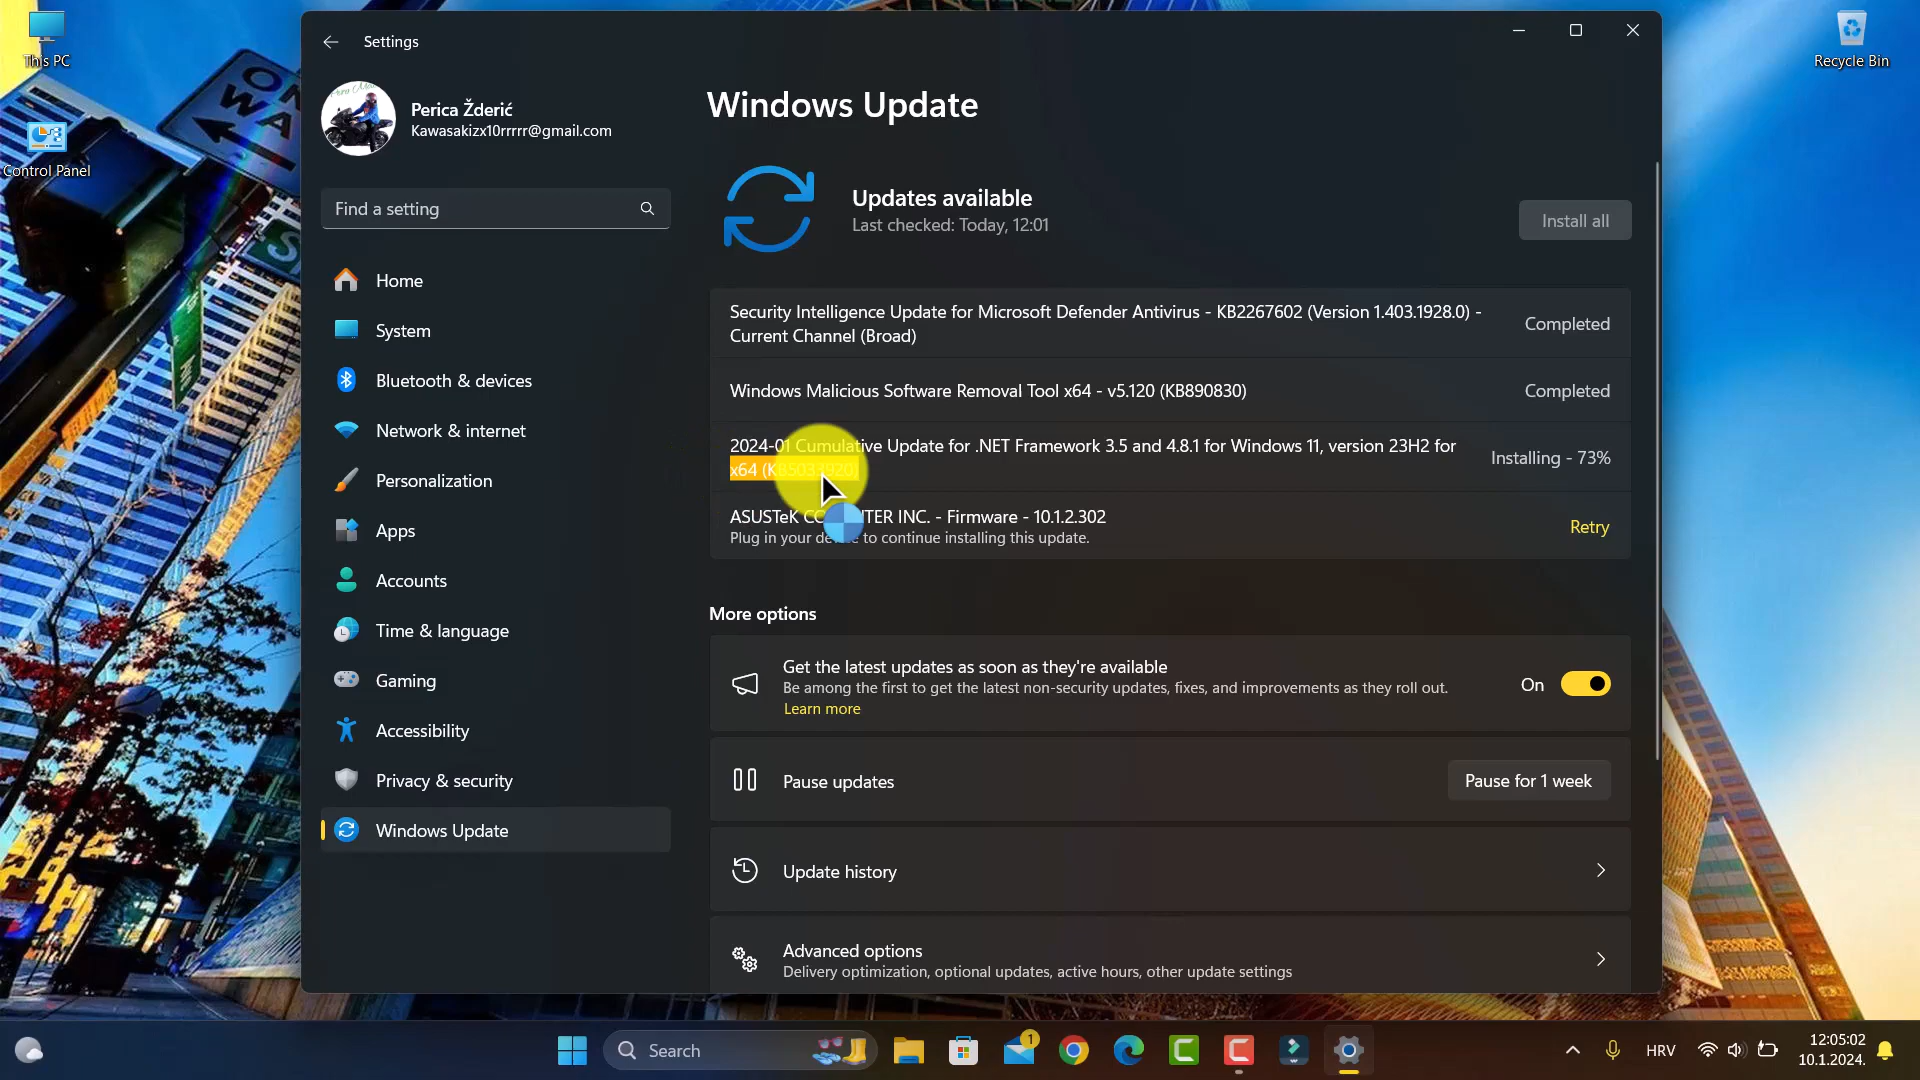 This PC
Control Panel
Recycle Bin
Settings
Perica Žderić
Kawasakizx10rrrrr@gmail.com
Find a setting
Home
System
Bluetooth & devices
Network & internet
Personalization
Apps
Accounts
Time & language
Gaming
Accessibility
Privacy & security
Windows Update
Windows Update
Updates available
Last checked: Today, 12:01
Install all
Security Intelligence Update for Microsoft Defender Antivirus - KB2267602 (Version 1.403.1928.0) -
Current Channel (Broad)
Completed
Windows Malicious Software Removal Tool x64 - v5.120 (KB890830)
Completed
2024-01 Cumulative Update for .NET Framework 3.5 and 4.8.1 for Windows 11, version 23H2 for
x64
Installing - 73%
ASUSTeK INC. - Firmware - 10.1.2.302
Plug in your device to continue installing this update.
Retry
More options
Get the latest updates as soon as they're available
Be among the first to get the latest non-security updates, fixes, and improvements as they roll out.
Learn more
On
Pause updates
Pause for 1 week
Update history
Advanced options
Delivery optimization, optional updates, active hours, other update settings
Search
1
HRV
12:05:02
10.1.2024.